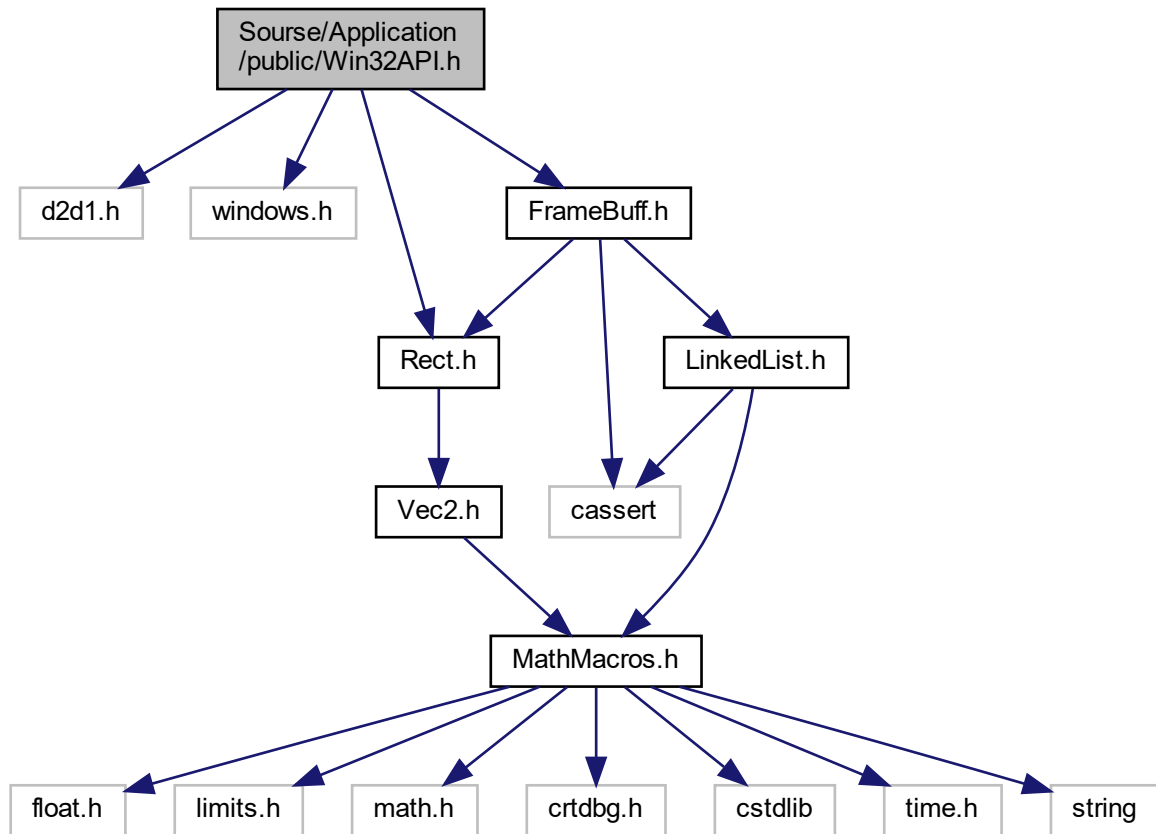 Sourse/Application
/public/Win32API.h
d2d1.h
windows.h
FrameBuff.h
Rect.h
LinkedList.h
Vec2.h
cassert
MathMacros.h
float.h
limits.h
math.h
crtdbg.h
cstdlib
time.h
string